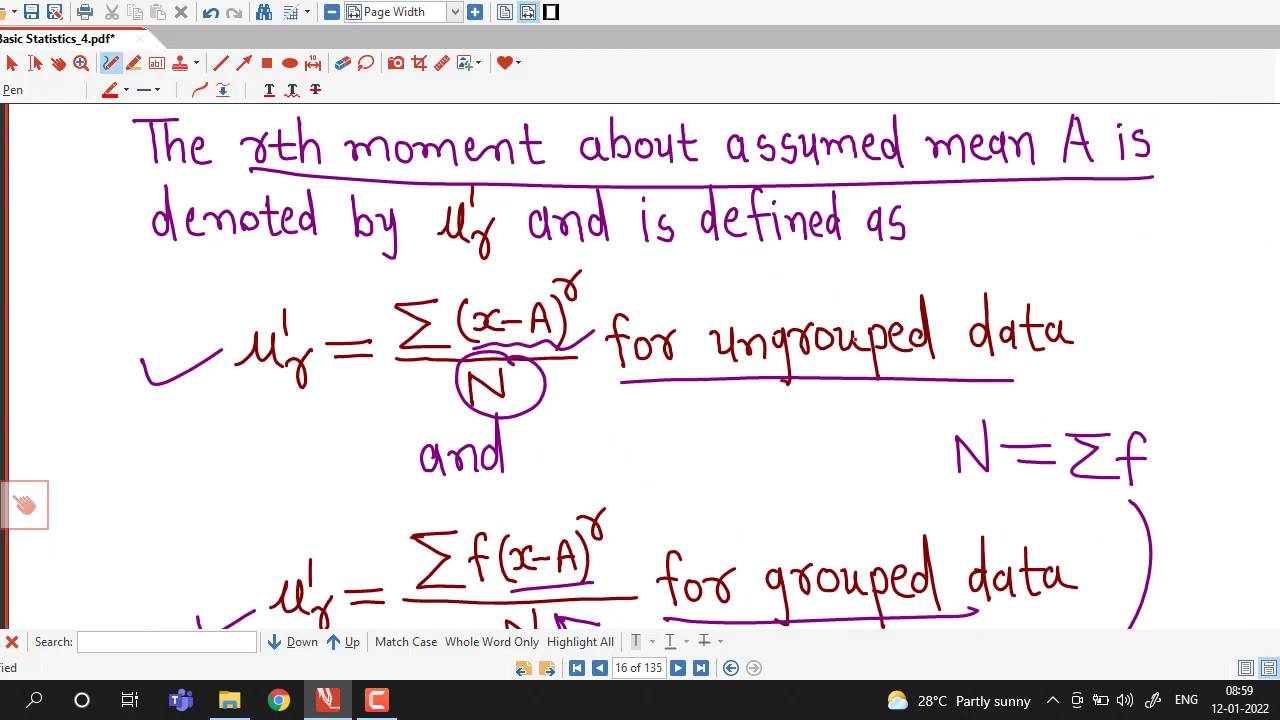 Page Width
Basic Statistics_4.pdf*
Pen
The rth moment about assumed mean A is
denoted by μ'r and is defined as
μ'r = Σ(x-A)^r / N for ungrouped data
and
N = Σf
μ'r = Σf(x-A)^r / N for grouped data
Search: Down Up Match Case Whole Word Only Highlight All T T T
fied
16 of 135
28°C Partly sunny
ENG
08:59
12-01-2022